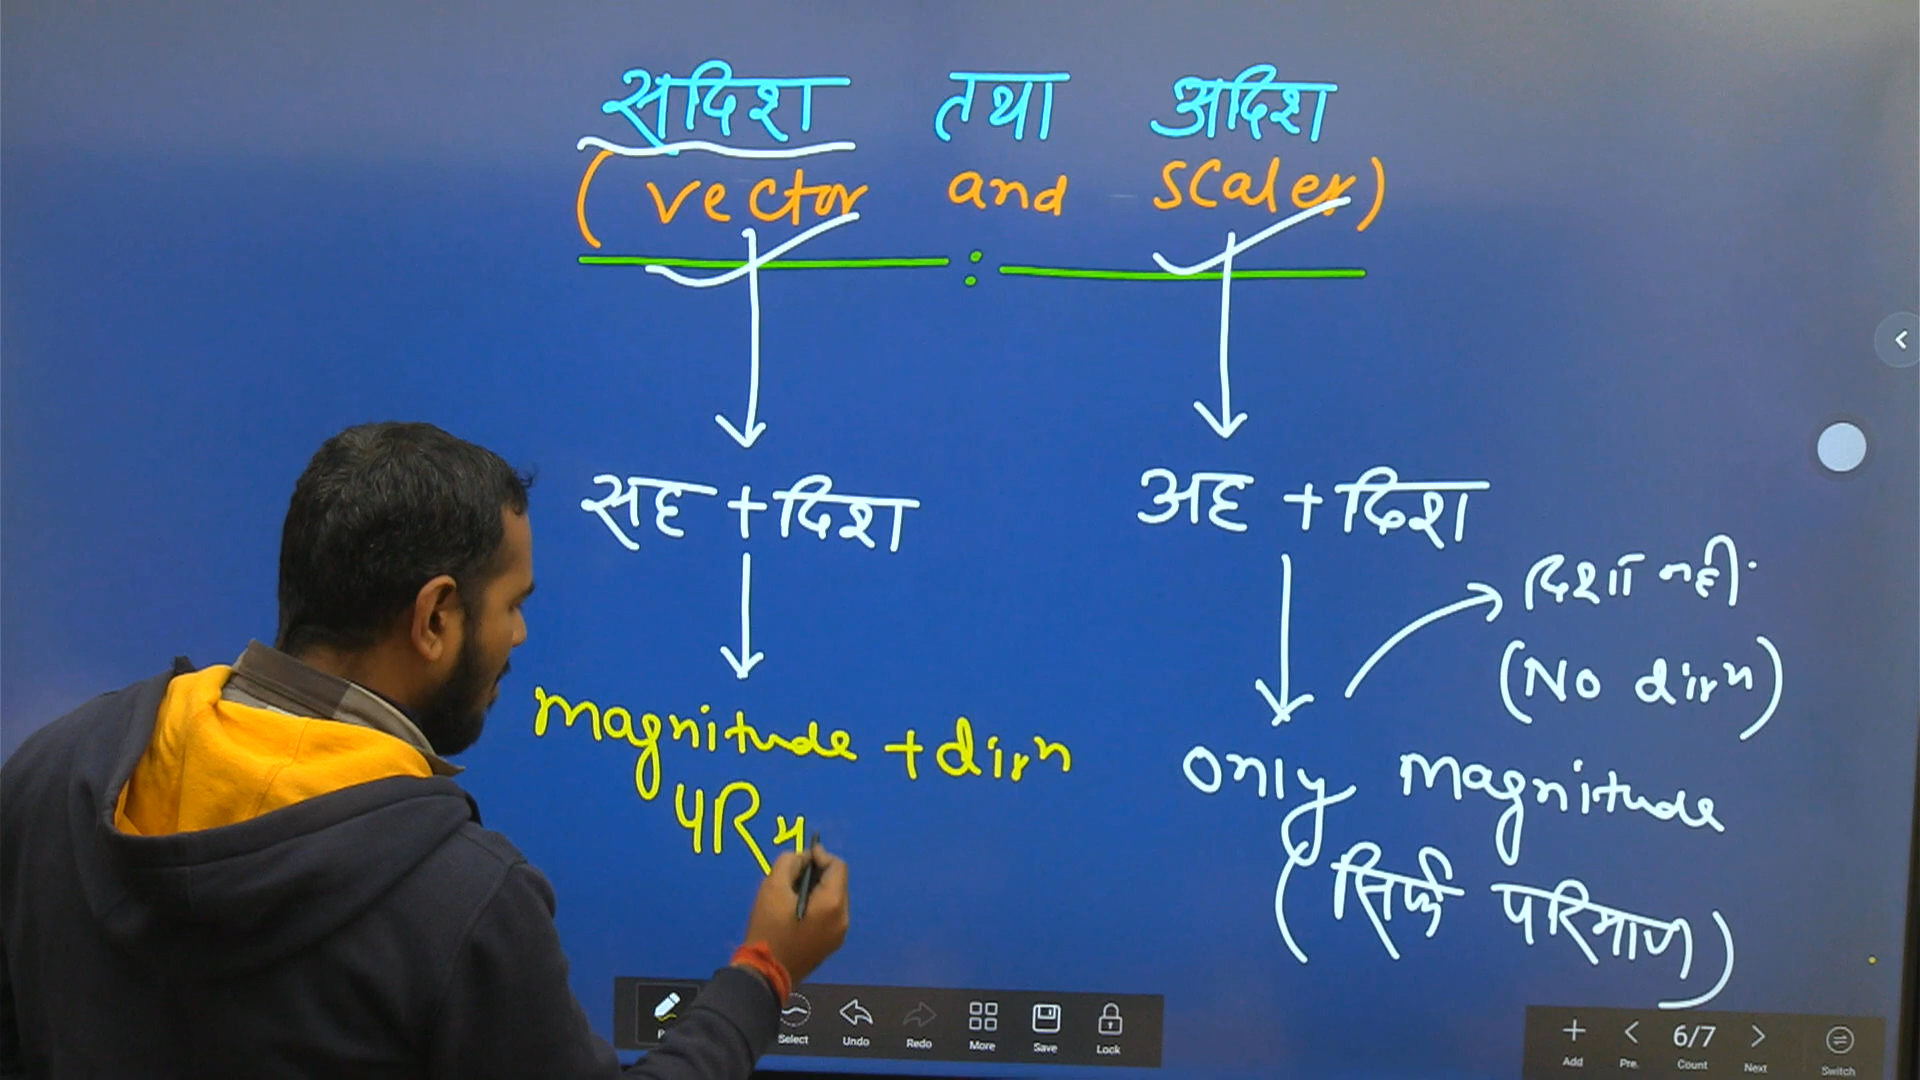 सदिश तथा अदिश
(vector and scaler)
:
सह + दिश
अह + दिश
दिशा नही
(No dirn)
magnitude + dirn
परिम
only magnitude
(सिर्फ परिमाण)
Select
Undo
Redo
More
Save
Lock
Add
Pre.
6/7
Count
Next
Switch